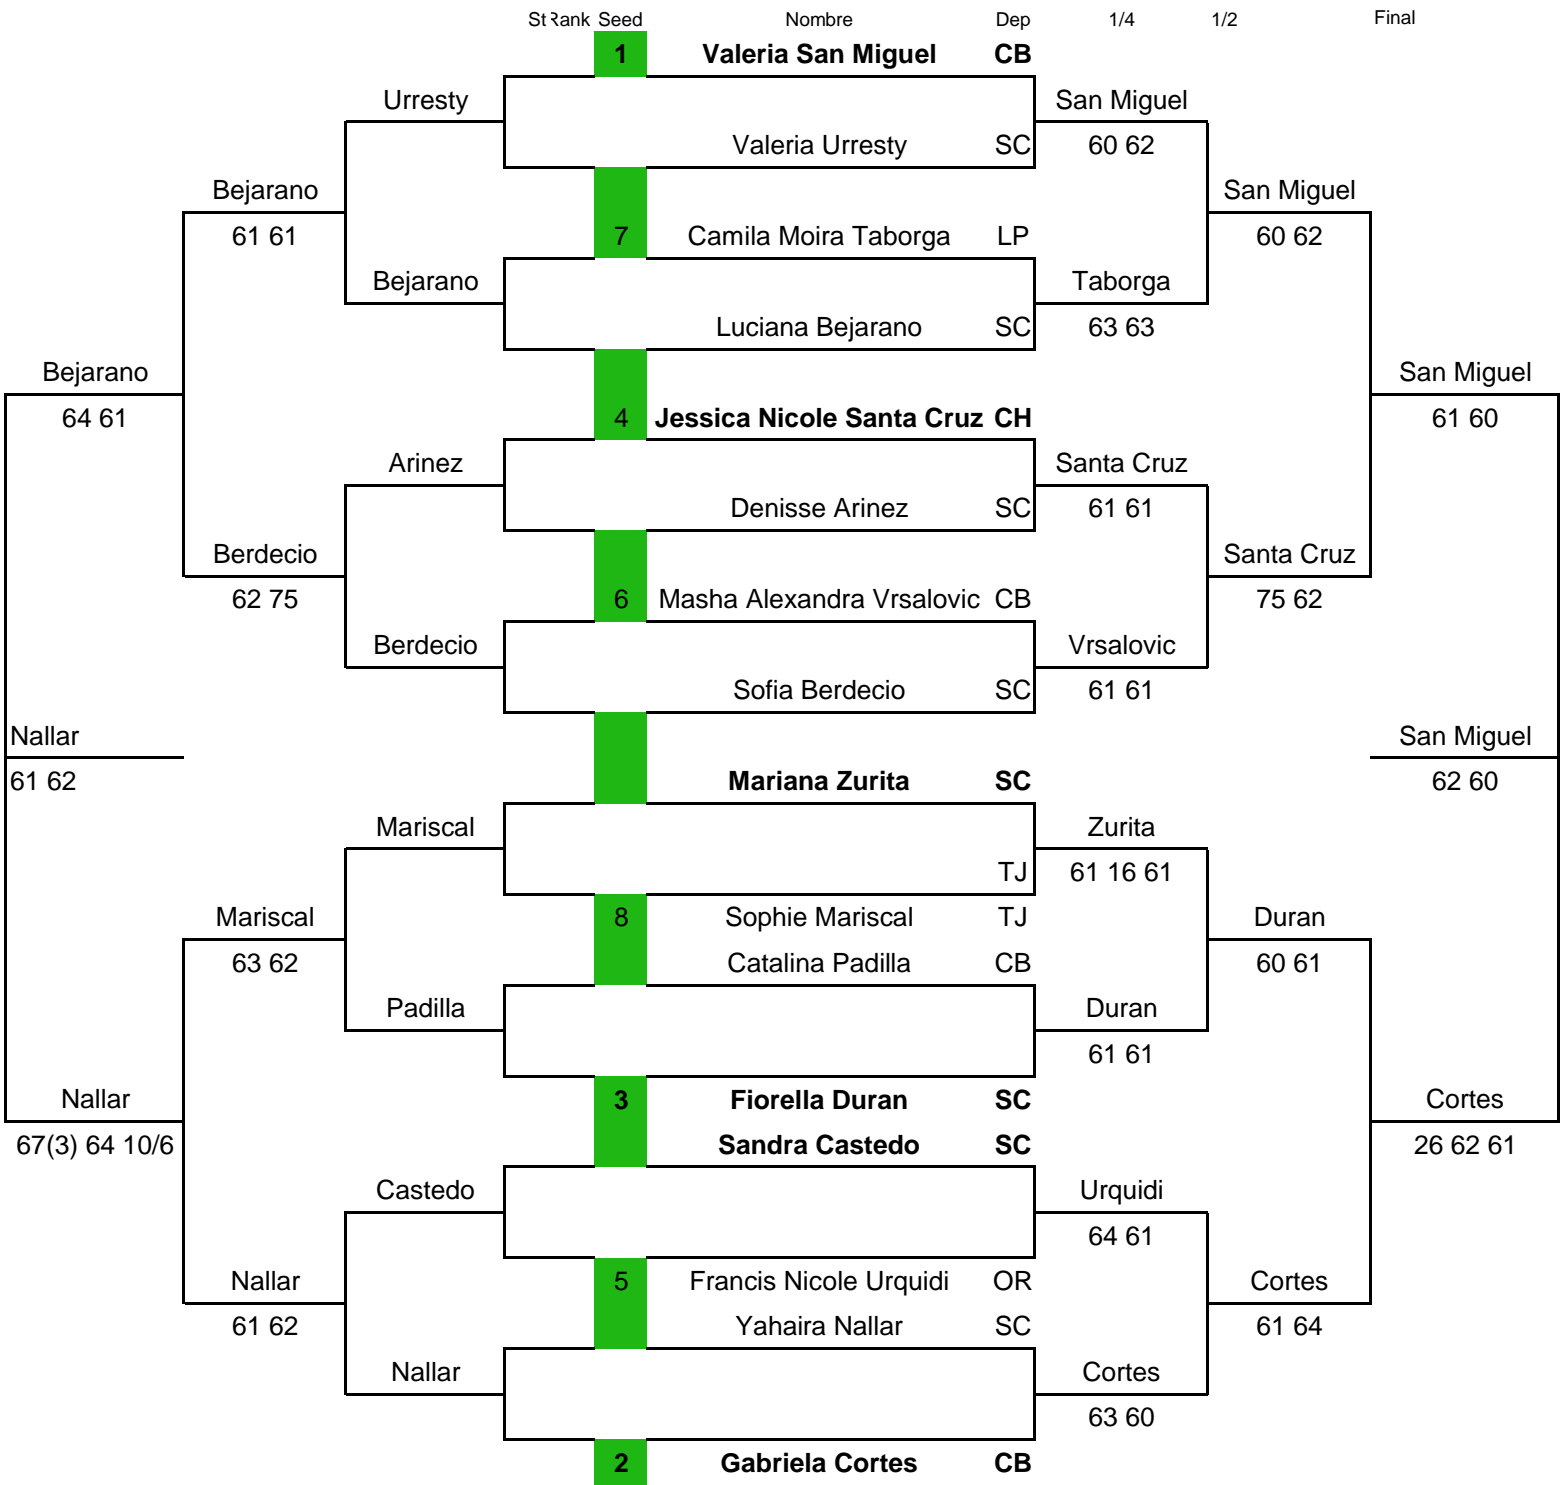 St Rank Seed Nombre Dep 1/4 1/2 Final
1 Valeria San Miguel CB
Urresty San Miguel
Valeria Urresty SC 60 62
Bejarano San Miguel
61 61 7 Camila Moira Taborga LP 60 62
Bejarano Taborga
Luciana Bejarano SC 63 63
Bejarano San Miguel
64 61 4 Jessica Nicole Santa Cruz CH 61 60
Arinez Santa Cruz
Denisse Arinez SC 61 61
Berdecio Santa Cruz
62 75 6 Masha Alexandra Vrsalovic CB 75 62
Berdecio Vrsalovic
Sofia Berdecio SC 61 61
Nallar San Miguel
61 62 Mariana Zurita SC 62 60
Mariscal Zurita
TJ 61 16 61
Mariscal 8 Sophie Mariscal TJ Duran
63 62 Catalina Padilla CB 60 61
Padilla Duran
61 61
Nallar 3 Fiorella Duran SC Cortes
67(3) 64 10/6 Sandra Castedo SC 26 62 61
Castedo Urquidi
64 61
Nallar 5 Francis Nicole Urquidi OR Cortes
61 62 Yahaira Nallar SC 61 64
Nallar Cortes
63 60
2 Gabriela Cortes CB